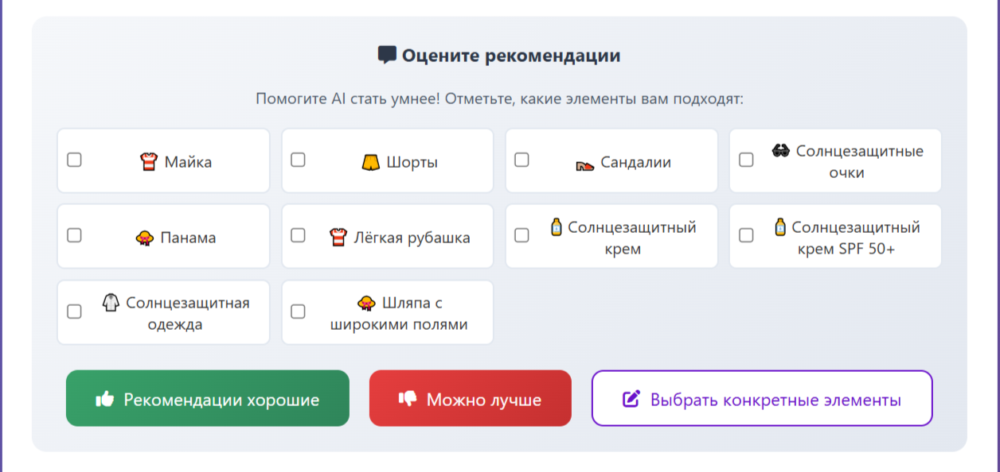 Оцените рекомендации
Помогите AI стать умнее! Отметьте, какие элементы вам подходят:
Майка
Шорты
Сандалии
Солнцезащитные
очки
Панама
Лёгкая рубашка
Солнцезащитный
крем
Солнцезащитный
крем SPF 50+
Солнцезащитная
одежда
Шляпа с
широкими полями
Рекомендации хорошие
Можно лучше
Выбрать конкретные элементы